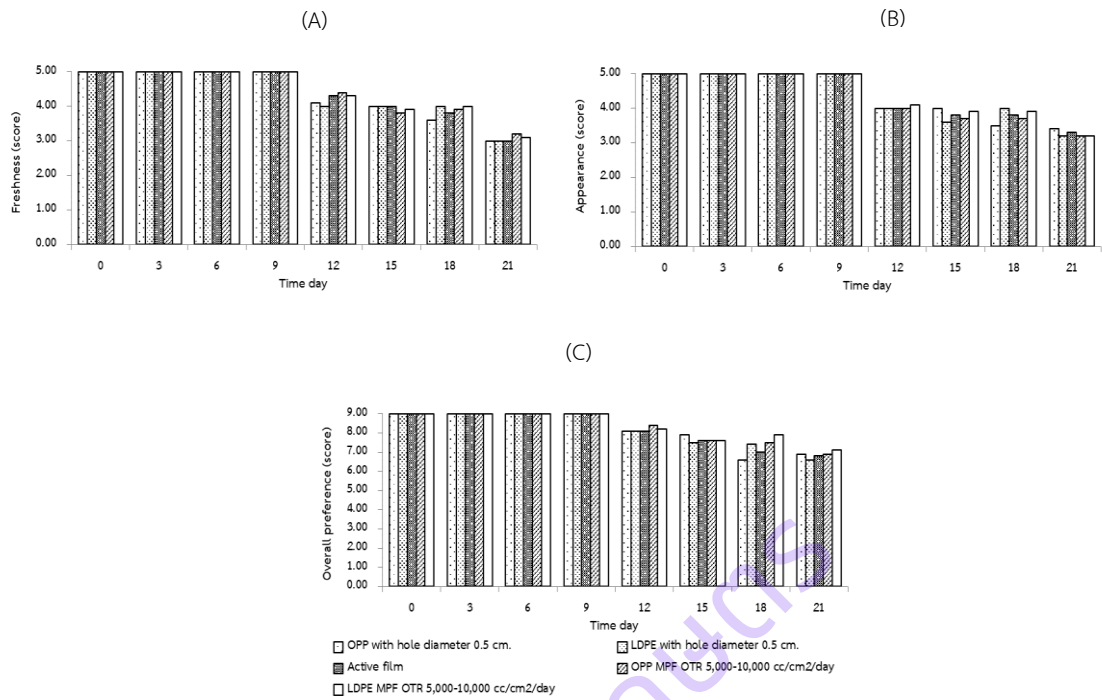 (A)
Freshness (score)
5.00
4.00
3.00
2.00
1.00
0.00
0 3 6 9 12 15 18 21
Time day
(B)
Appearance (score)
5.00
4.00
3.00
2.00
1.00
0.00
0 3 6 9 12 15 18 21
Time day
(C)
Overall preference (score)
9.00
8.00
7.00
6.00
5.00
4.00
3.00
2.00
1.00
0.00
0 3 6 9 12 15 18 21
Time day
OPP with hole diameter 0.5 cm.
LDPE with hole diameter 0.5 cm.
Active film
OPP MPF OTR 5,000-10,000 cc/cm2/day
LDPE MPF OTR 5,000-10,000 cc/cm2/day